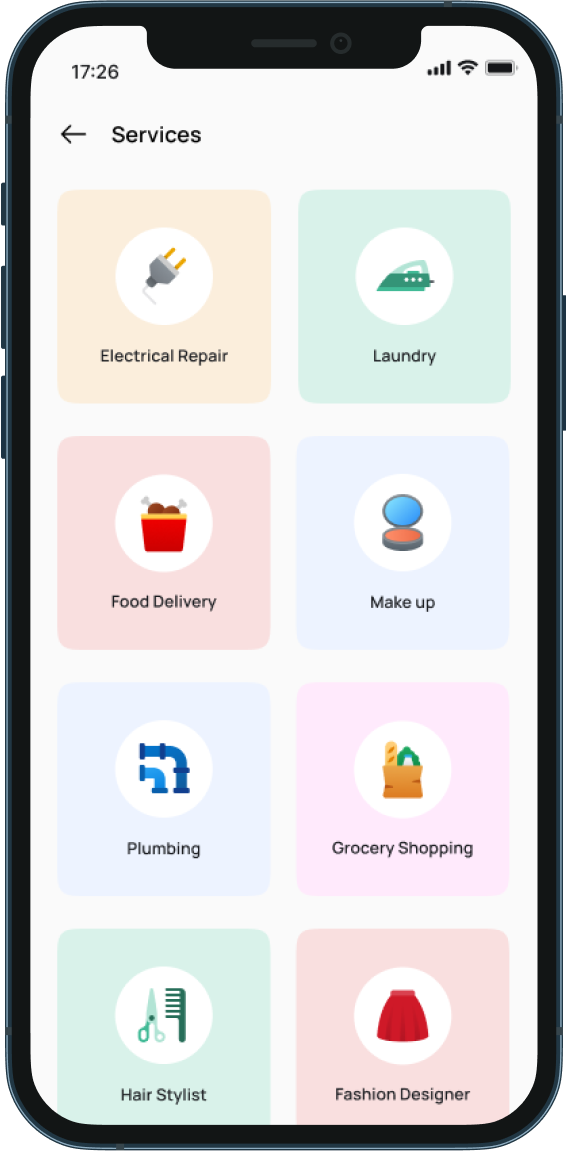 17:26
Services
Electrical Repair
Laundry
Food Delivery
Make up
Plumbing
Grocery Shopping
Hair Stylist
Fashion Designer